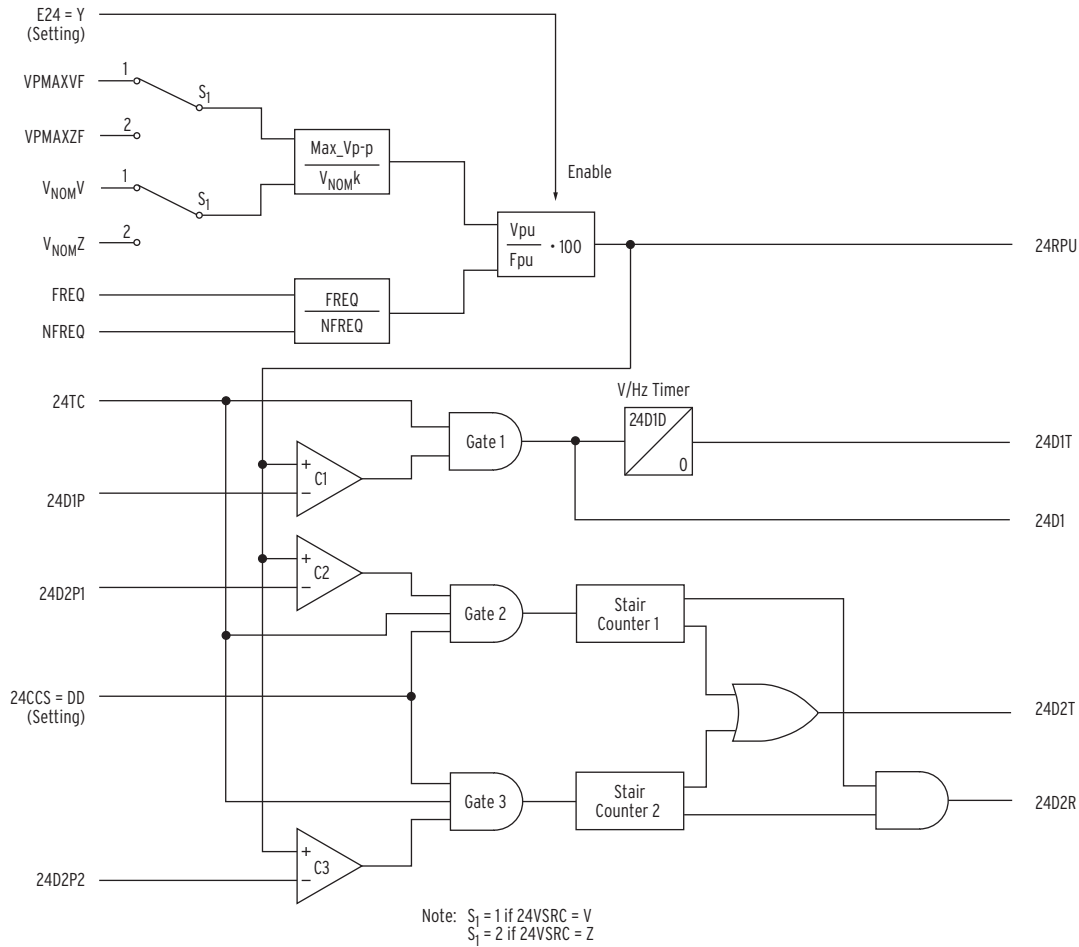 E24 = Y
(Setting)
VPMAXVF
1
S1
VPMAXZF
2
Max_Vp-p
VNOMk
VNOMV
1
S1
VNOMZ
2
Enable
Vpu
Fpu
· 100
24RPU
FREQ
NFREQ
FREQ
NFREQ
24TC
Gate 1
V/Hz Timer
24D1D
0
24D1T
+
–
C1
24D1P
24D1
+
–
C2
24D2P1
Gate 2
Stair
Counter 1
24CCS = DD
(Setting)
24D2T
Gate 3
Stair
Counter 2
24D2R
+
–
C3
24D2P2
Note: S1 = 1 if 24VSRC = V
S1 = 2 if 24VSRC = Z